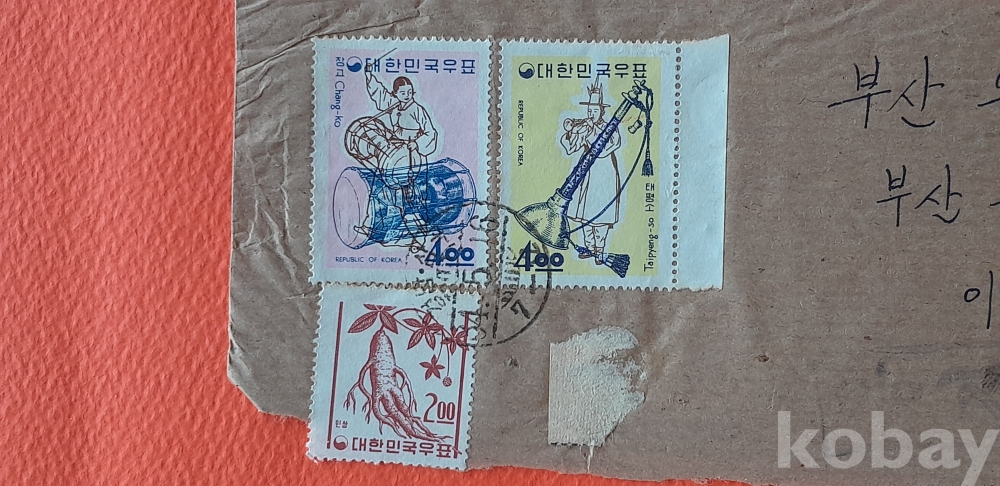 대한민국우표
장고 Chang-ko
REPUBLIC OF KOREA
4.00
대한민국우표
REPUBLIC OF KOREA
태평소 Taipyeng-so
4.00
2.00
인삼
대한민국우표
부산
부산
이
kobay